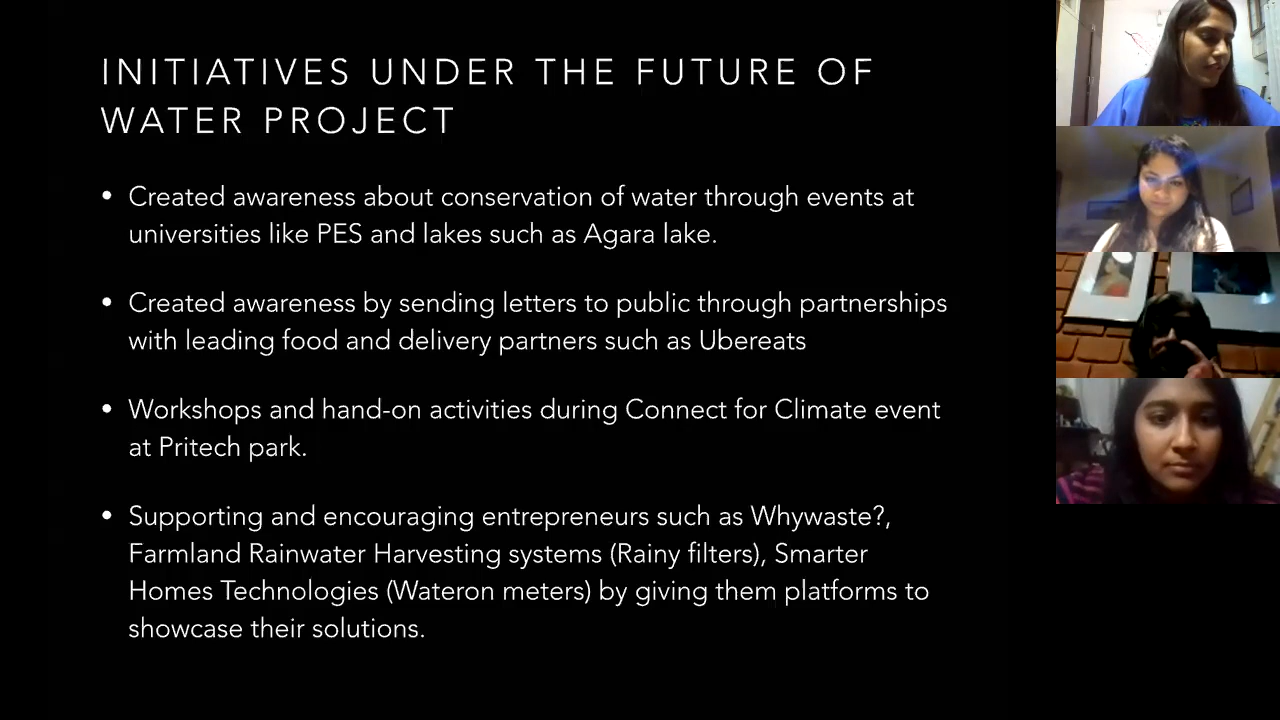 INITIATIVES UNDER THE FUTURE OF
WATER PROJECT
• Created awareness about conservation of water through events at
universities like PES and lakes such as Agara lake.
• Created awareness by sending letters to public through partnerships
with leading food and delivery partners such as Ubereats
• Workshops and hand-on activities during Connect for Climate event
at Pritech park.
• Supporting and encouraging entrepreneurs such as Whywaste?,
Farmland Rainwater Harvesting systems (Rainy filters), Smarter
Homes Technologies (Wateron meters) by giving them platforms to
showcase their solutions.